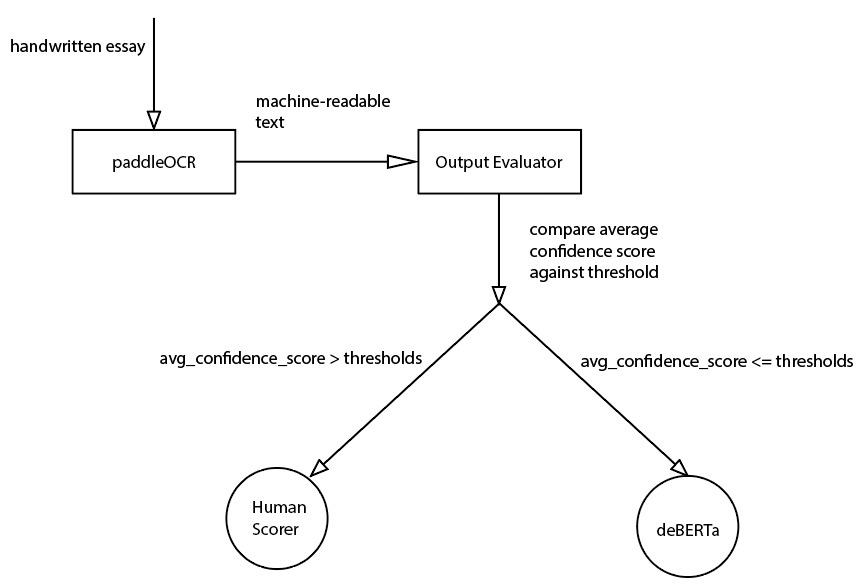 handwritten essay
machine-readable
text
paddleOCR
Output Evaluator
compare average
confidence score
against threshold
avg_confidence_score > thresholds
avg_confidence_score <= thresholds
Human
Scorer
deBERTa